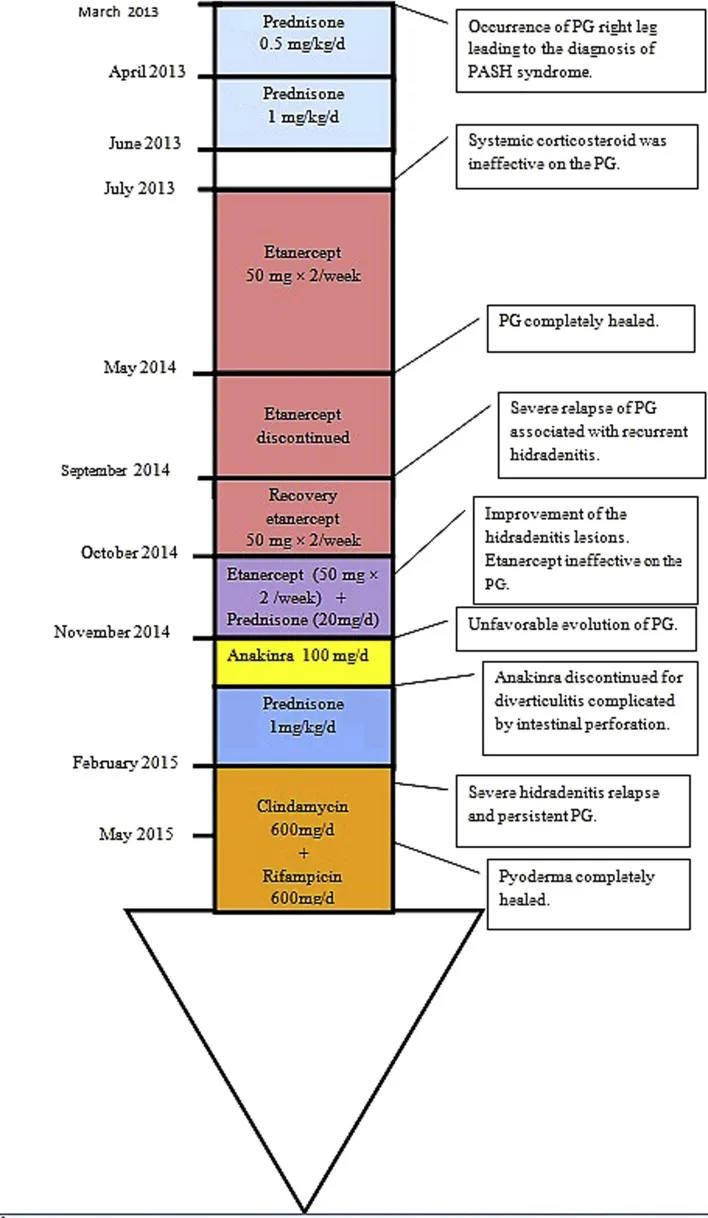 March 2013
Prednisone
0.5 mg/kg/d
Occurrence of PG right leg
leading to the diagnosis of
PASH syndrome.
April 2013
Prednisone
1 mg/kg/d
June 2013
Systemic corticosteroid was
ineffective on the PG.
July 2013
Etanercept
50 mg × 2/week
PG completely healed.
May 2014
Etanercept
discontinued
Severe relapse of PG
associated with recurrent
hidradenitis.
September 2014
Recovery
etanercept
50 mg × 2/week
Improvement of the
hidradenitis lesions.
Etanercept ineffective on the
PG.
October 2014
Etanercept (50 mg ×
2 /week) +
Prednisone (20mg/d)
Unfavorable evolution of PG.
November 2014
Anakinra 100 mg/d
Anakinra discontinued for
diverticulitis complicated
by intestinal perforation.
Prednisone
1mg/kg/d
February 2015
Severe hidradenitis relapse
and persistent PG.
Clindamycin
600mg/d
+
Rifampicin
600mg/d
May 2015
Pyoderma completely
healed.